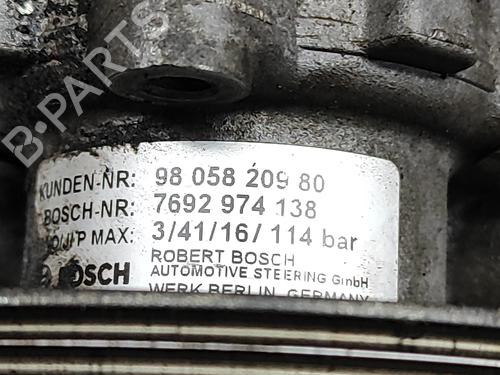 B-PARTS
KUNDEN-NR: 98 058 209 80
BOSCH-NR: 7692 974 138
MAX: 3/41/16/ 114 bar
BOSCH ROBERT BOSCH
AUTOMOTIVE STEERING GmbH
WERK BERLIN, GERMANY